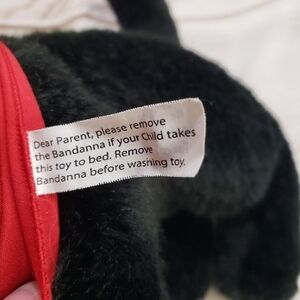 Dear Parent, please remove
the Bandanna if your Child takes
this toy to bed. Remove
Bandanna before washing toy.